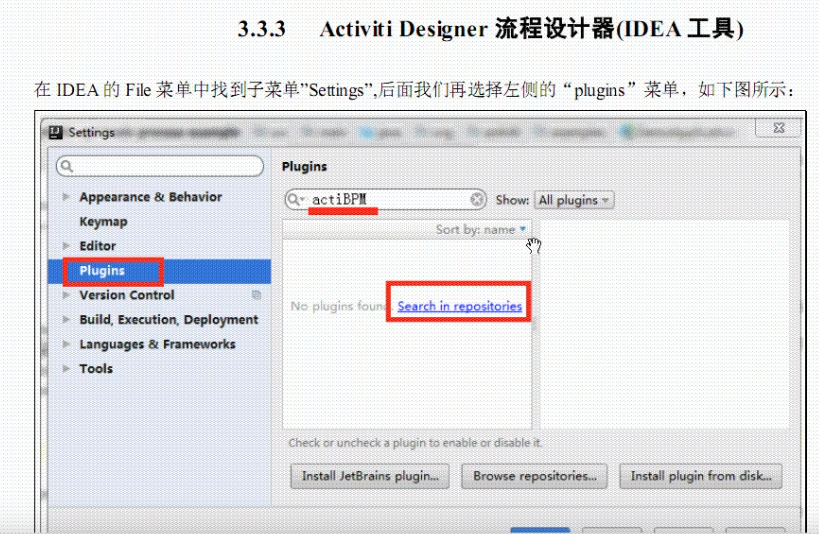 3.3.3 Activiti Designer 流程设计器(IDEA 工具)
在 IDEA 的 File 菜单中找到子菜单”Settings”,后面我们再选择左侧的“plugins”菜单，如下图所示：
Settings
Plugins
actiBPM
Show: All plugins
Appearance & Behavior
Keymap
Sort by: name
Editor
Plugins
Version Control
No plugins found. Search in repositories
Build, Execution, Deployment
Languages & Frameworks
Tools
Check or uncheck a plugin to enable or disable it.
Install JetBrains plugin...
Browse repositories...
Install plugin from disk...